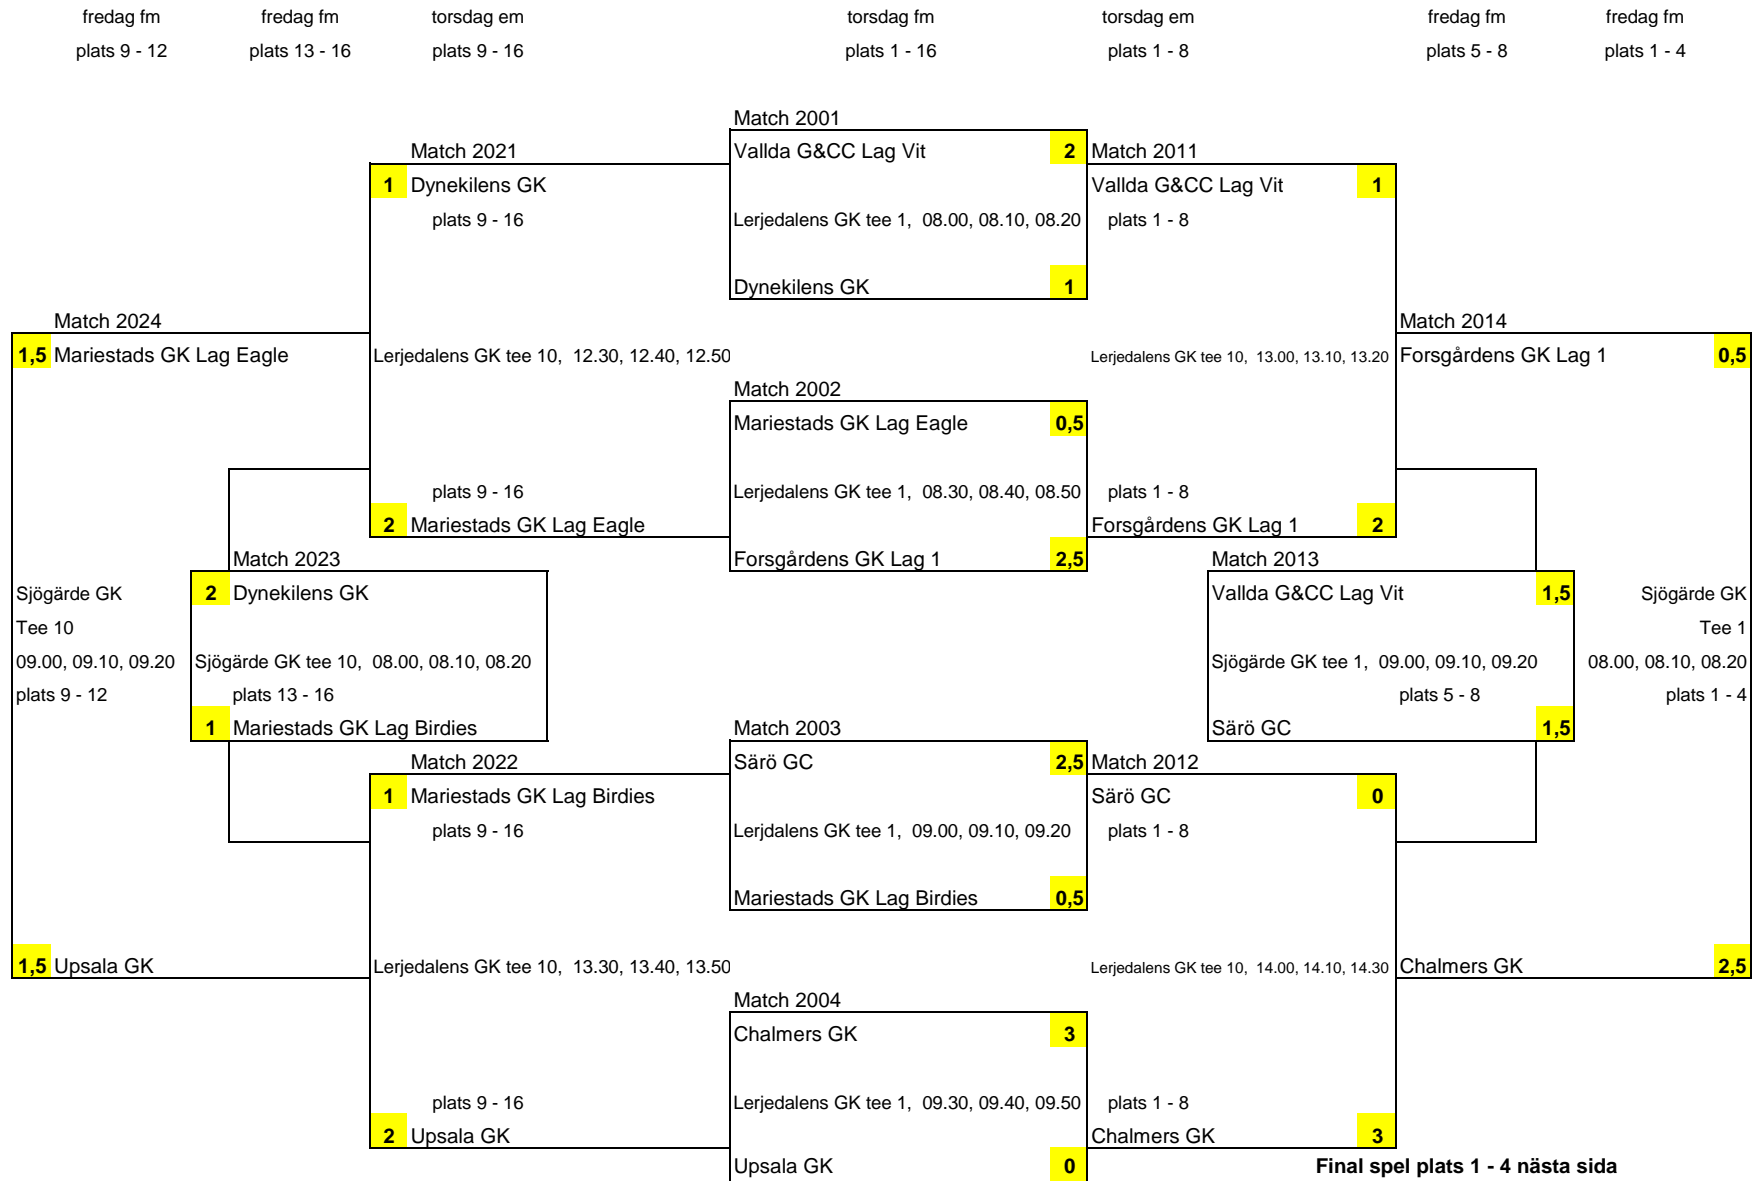 fredag fm fredag fm torsdag em torsdag fm torsdag em fredag fm fredag fm
plats 9 - 12 plats 13 - 16 plats 9 - 16 plats 1 - 16 plats 1 - 8 plats 5 - 8 plats 1 - 4
Match 2001
Match 2021 Vallda G&CC Lag Vit 2 Match 2011
1 Dynekilens GK Vallda G&CC Lag Vit 1
plats 9 - 16 Lerjedalens GK tee 1, 08.00, 08.10, 08.20 plats 1 - 8
Dynekilens GK 1
Match 2024 Match 2014
1,5 Mariestads GK Lag Eagle Lerjedalens GK tee 10, 12.30, 12.40, 12.50 Lerjedalens GK tee 10, 13.00, 13.10, 13.20 Forsgårdens GK Lag 1 0,5
Match 2002
Mariestads GK Lag Eagle 0,5
plats 9 - 16 Lerjedalens GK tee 1, 08.30, 08.40, 08.50 plats 1 - 8
2 Mariestads GK Lag Eagle Forsgårdens GK Lag 1 2
Match 2023 Forsgårdens GK Lag 1 2,5 Match 2013
Sjögärde GK 2 Dynekilens GK Vallda G&CC Lag Vit 1,5 Sjögärde GK
Tee 10 Tee 1
09.00, 09.10, 09.20 Sjögärde GK tee 10, 08.00, 08.10, 08.20 Sjögärde GK tee 1, 09.00, 09.10, 09.20 08.00, 08.10, 08.20
plats 9 - 12 plats 13 - 16 plats 5 - 8 plats 1 - 4
1 Mariestads GK Lag Birdies Match 2003 Särö GC 1,5
Match 2022 Särö GC 2,5 Match 2012
1 Mariestads GK Lag Birdies Särö GC 0
plats 9 - 16 Lerjdalens GK tee 1, 09.00, 09.10, 09.20 plats 1 - 8
Mariestads GK Lag Birdies 0,5
1,5 Upsala GK Lerjedalens GK tee 10, 13.30, 13.40, 13.50 Lerjedalens GK tee 10, 14.00, 14.10, 14.30 Chalmers GK 2,5
Match 2004
Chalmers GK 3
plats 9 - 16 Lerjedalens GK tee 1, 09.30, 09.40, 09.50 plats 1 - 8
2 Upsala GK Chalmers GK 3
Upsala GK 0 Final spel plats 1 - 4 nästa sida